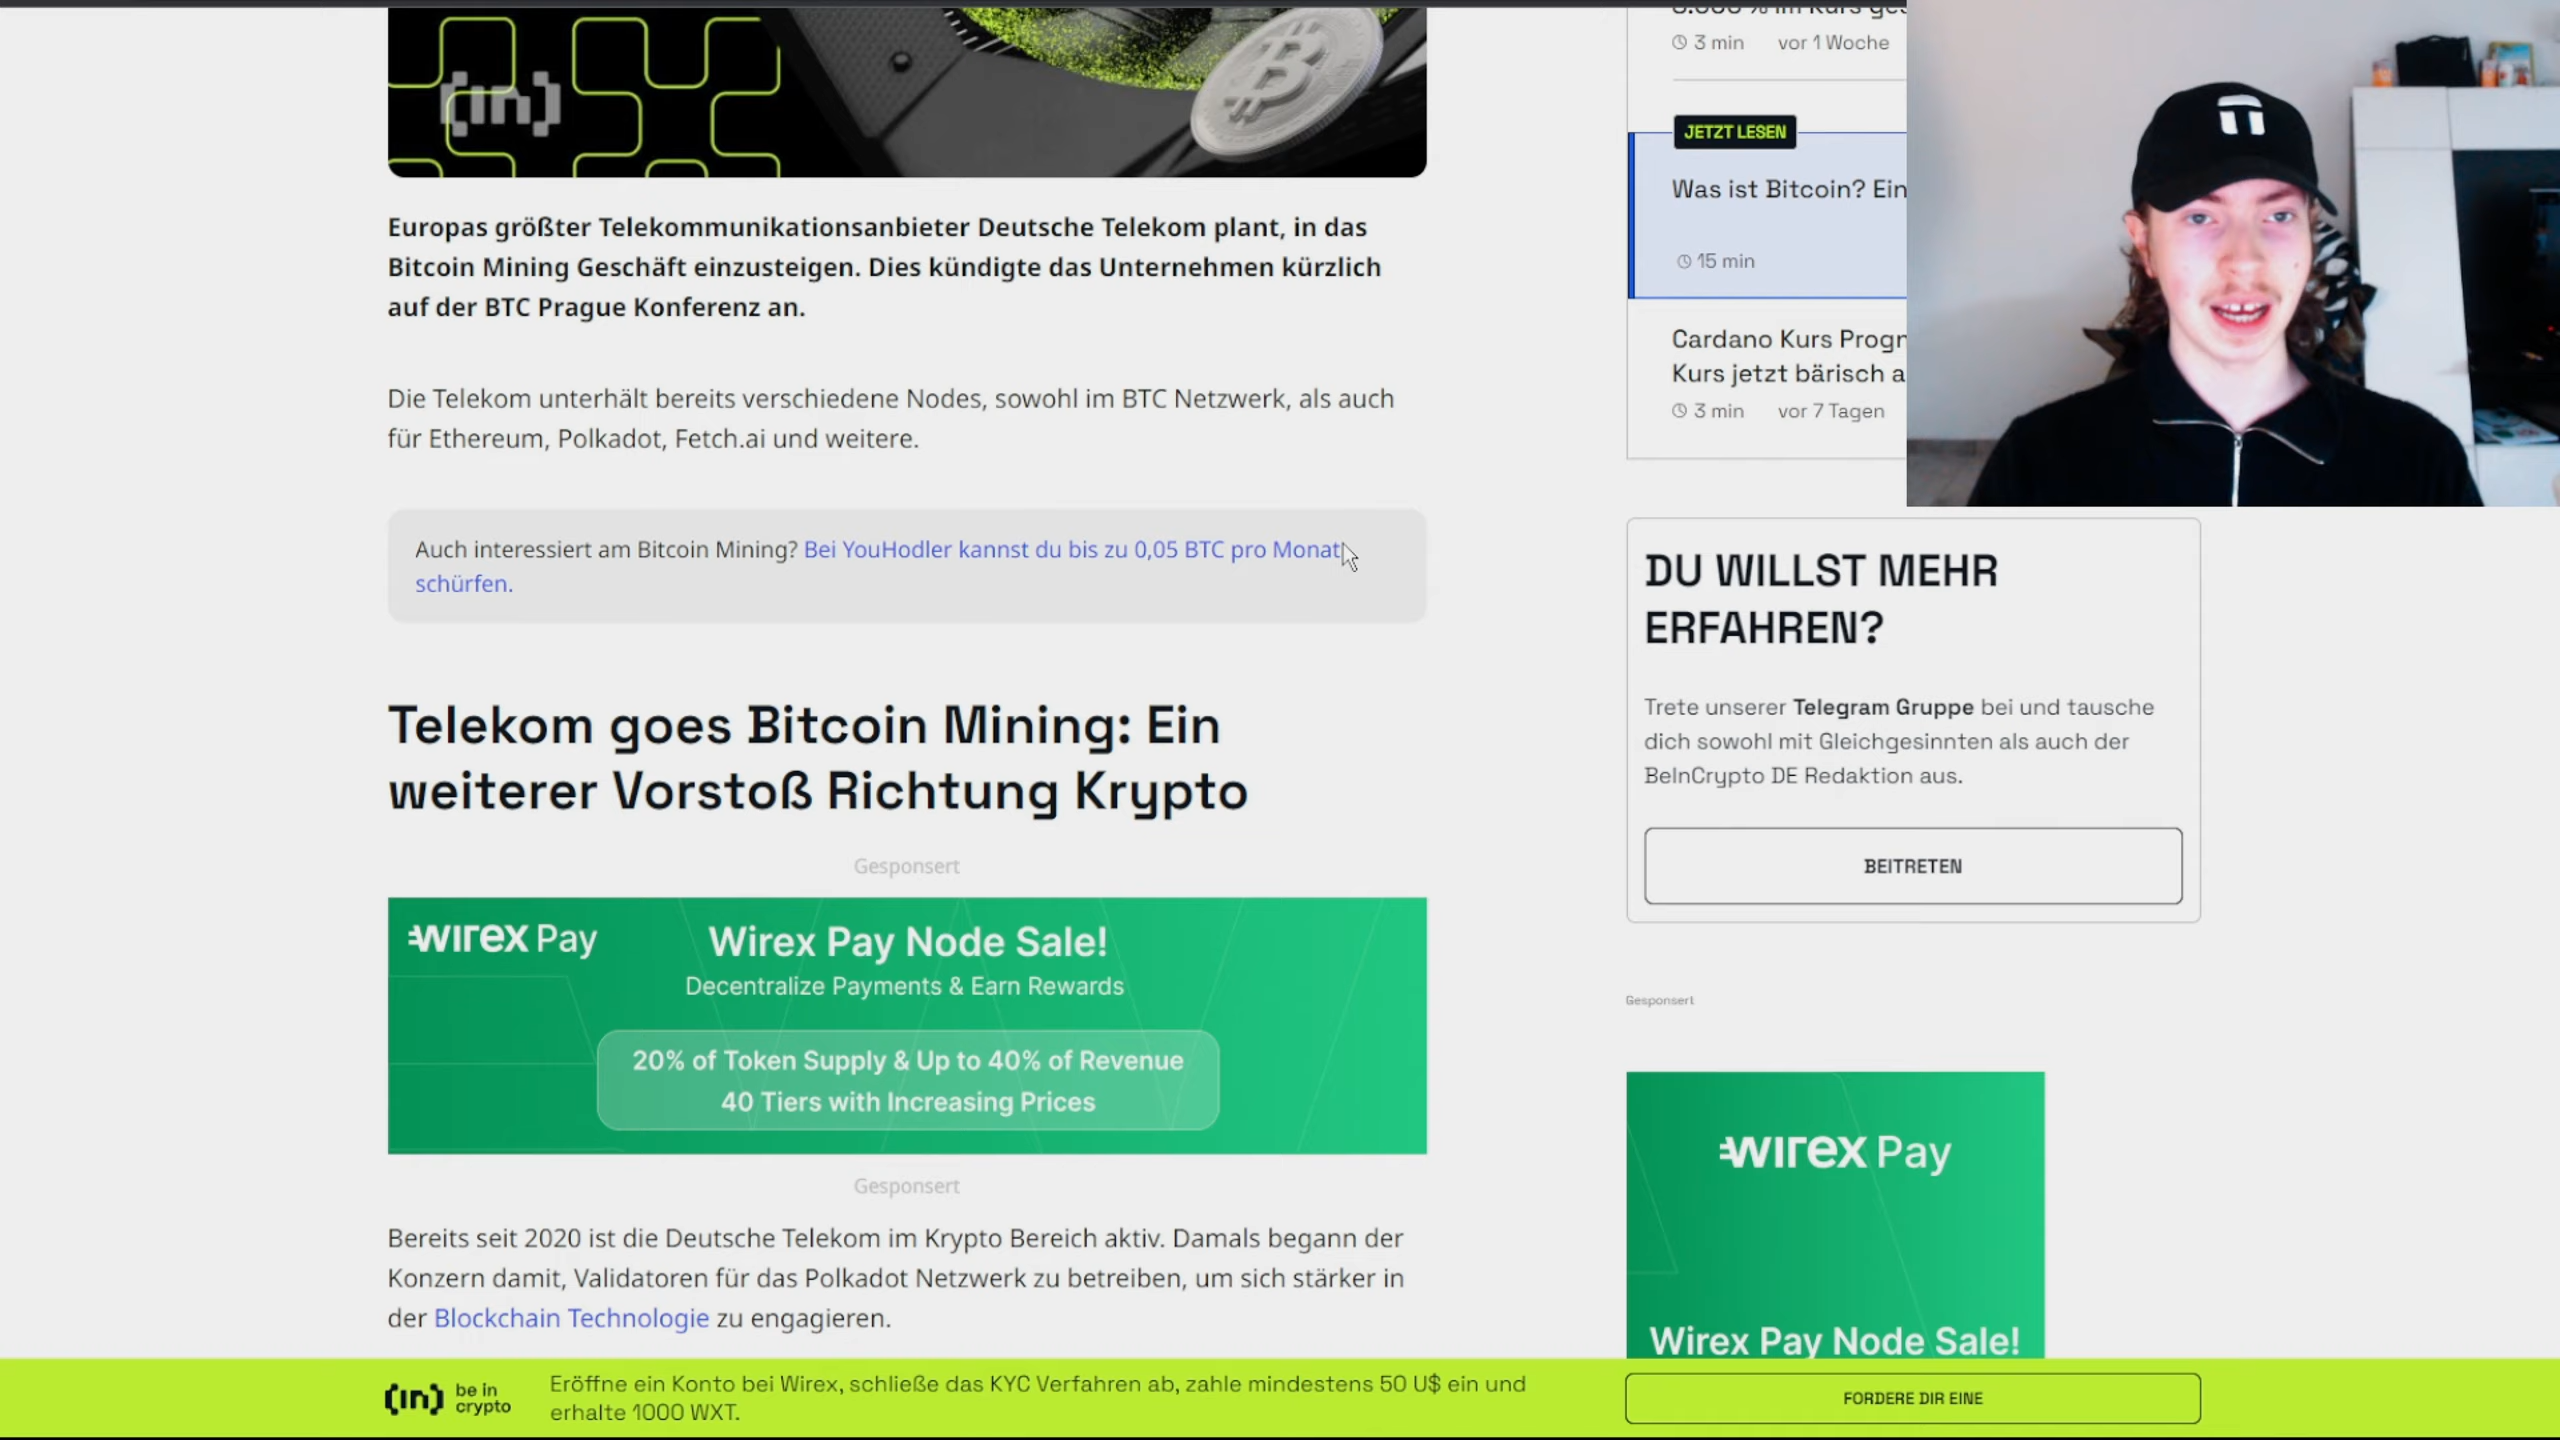 (in)
3 min vor 1 Woche
JETZT LESEN
Was ist Bitcoin? Ein
15 min
Cardano Kurs Progn
Kurs jetzt bärisch a
3 min vor 7 Tagen
Europas größter Telekommunikationsanbieter Deutsche Telekom plant, in das
Bitcoin Mining Geschäft einzusteigen. Dies kündigte das Unternehmen kürzlich
auf der BTC Prague Konferenz an.
Die Telekom unterhält bereits verschiedene Nodes, sowohl im BTC Netzwerk, als auch
für Ethereum, Polkadot, Fetch.ai und weitere.
Auch interessiert am Bitcoin Mining? Bei YouHodler kannst du bis zu 0,05 BTC pro Monat
schürfen.
Telekom goes Bitcoin Mining: Ein
weiterer Vorstoß Richtung Krypto
Gesponsert
wirex Pay
Wirex Pay Node Sale!
Decentralize Payments & Earn Rewards
20% of Token Supply & Up to 40% of Revenue
40 Tiers with Increasing Prices
Gesponsert
Bereits seit 2020 ist die Deutsche Telekom im Krypto Bereich aktiv. Damals begann der
Konzern damit, Validatoren für das Polkadot Netzwerk zu betreiben, um sich stärker in
der Blockchain Technologie zu engagieren.
DU WILLST MEHR
ERFAHREN?
Trete unserer Telegram Gruppe bei und tausche
dich sowohl mit Gleichgesinnten als auch der
BeInCrypto DE Redaktion aus.
BEITRETEN
Gesponsert
wirex Pay
Wirex Pay Node Sale!
(in) be in
crypto
Eröffne ein Konto bei Wirex, schließe das KYC Verfahren ab, zahle mindestens 50 U$ ein und
erhalte 1000 WXT.
FORDERE DIR EINE